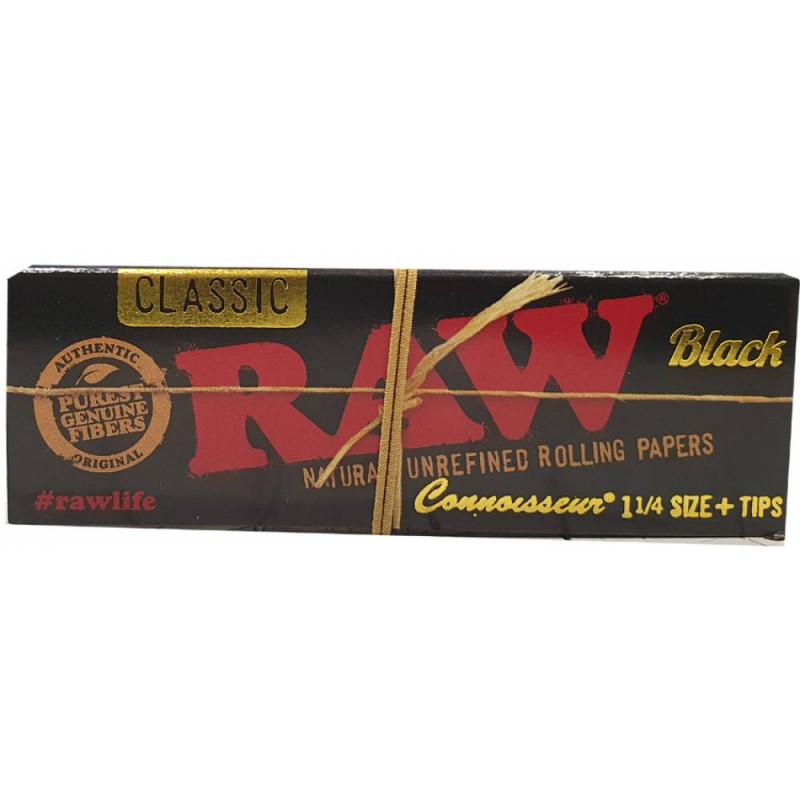 CLASSIC
AUTHENTIC
PUREST
GENUINE
FIBERS
ORIGINAL
RAW®
Black
NATURAL UNREFINED ROLLING PAPERS
#rawlife
Connoisseur® 1 1/4 SIZE + TIPS